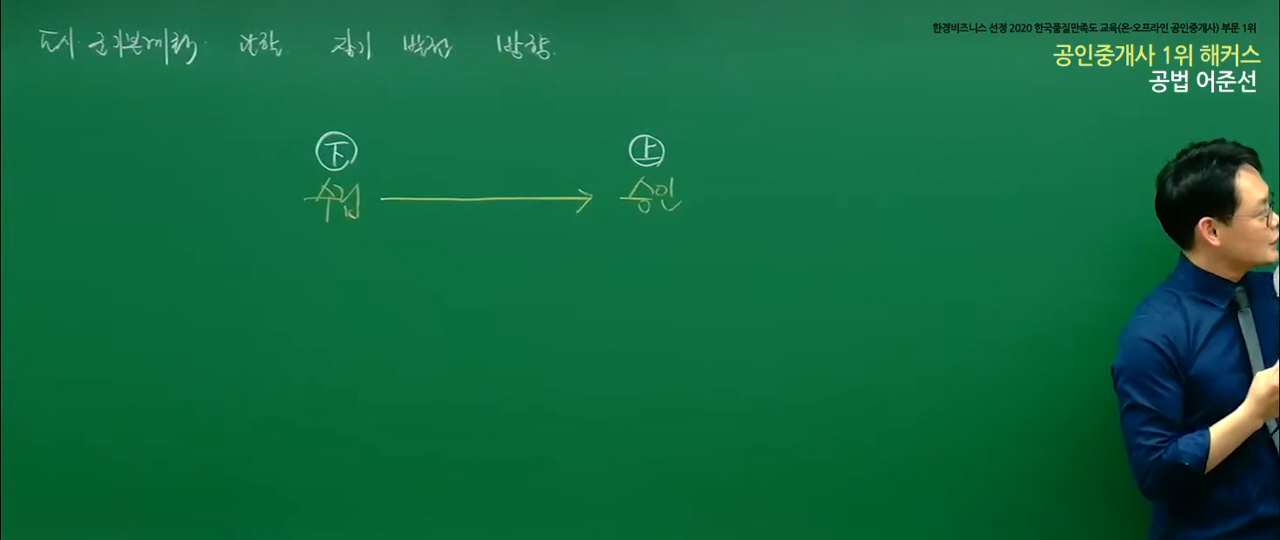 한경비즈니스 선정 2020 한국품질만족도 교육(온·오프라인 공인중개사) 부문 1위
공인중개사 1위 해커스
공법 어준선
도시·군기본계획 장기 발전 방향.
下 上
수립 승인